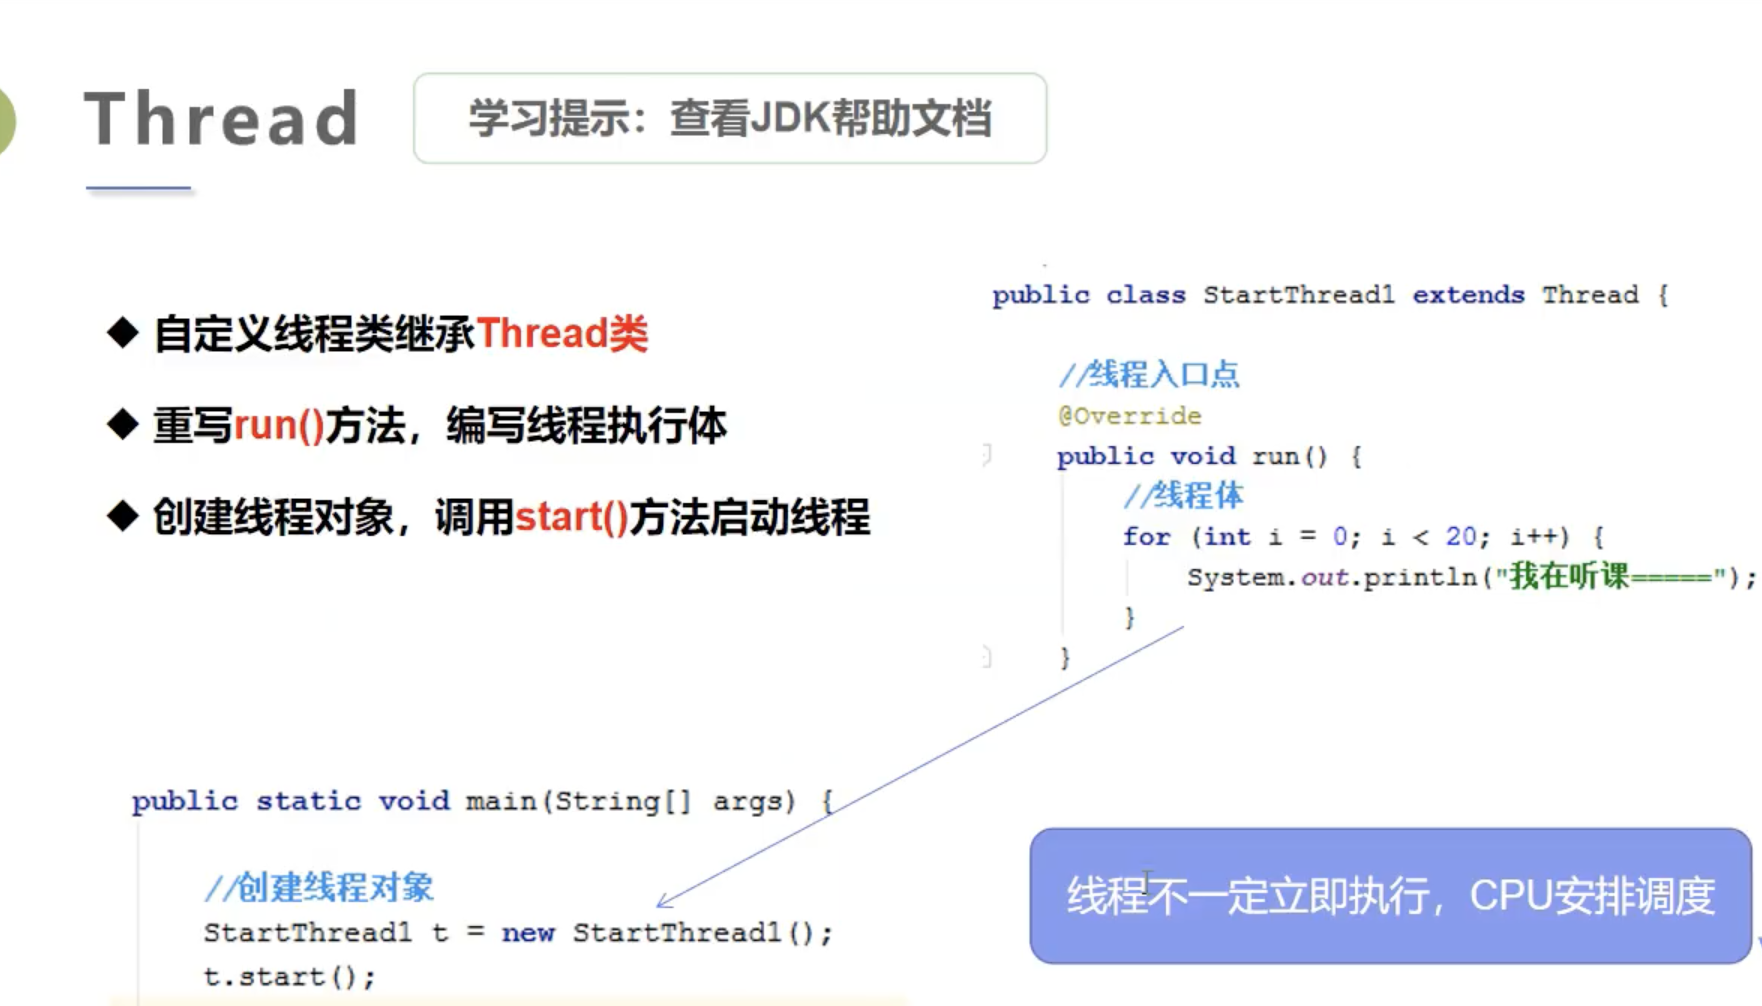 Thread
学习提示：查看JDK帮助文档
◆ 自定义线程类继承Thread类
◆ 重写run()方法，编写线程执行体
◆ 创建线程对象，调用start()方法启动线程
public class StartThread1 extends Thread {
//线程入口点
@Override
public void run() {
//线程体
for (int i = 0; i < 20; i++) {
System.out.println("我在听课=====");
}
}
public static void main(String[] args) {
//创建线程对象
StartThread1 t = new StartThread1();
t.start();
线程不一定立即执行，CPU安排调度